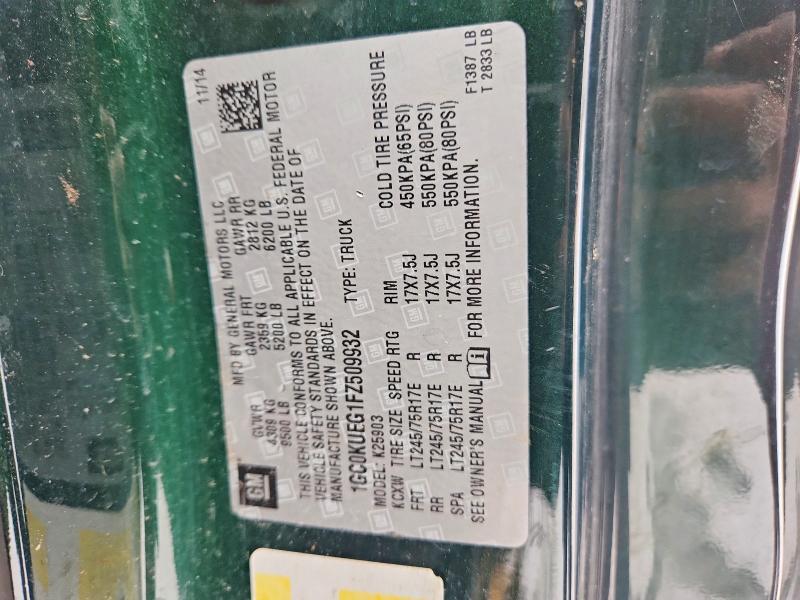 GM
MFD BY GENERAL MOTORS LLC
11/14
GVWR GAWR FRT GAWR RR
4309 KG 2359 KG 2812 KG
9500 LB 5200 LB 6200 LB
THIS VEHICLE CONFORMS TO ALL APPLICABLE U.S. FEDERAL MOTOR
VEHICLE SAFETY STANDARDS IN EFFECT ON THE DATE OF
MANUFACTURE SHOWN ABOVE.
1GC0KUEG1FZ509932 TYPE: TRUCK
MODEL: K25903
KCXW TIRE SIZE SPEED RTG RIM COLD TIRE PRESSURE
FRT LT245/75R17E R 17X7.5J 450KPA(65PSI)
RR LT245/75R17E R 17X7.5J 550KPA(80PSI)
SPA LT245/75R17E R 17X7.5J 550KPA(80PSI)
SEE OWNER'S MANUAL i FOR MORE INFORMATION.
F1387 LB
T 2833 LB